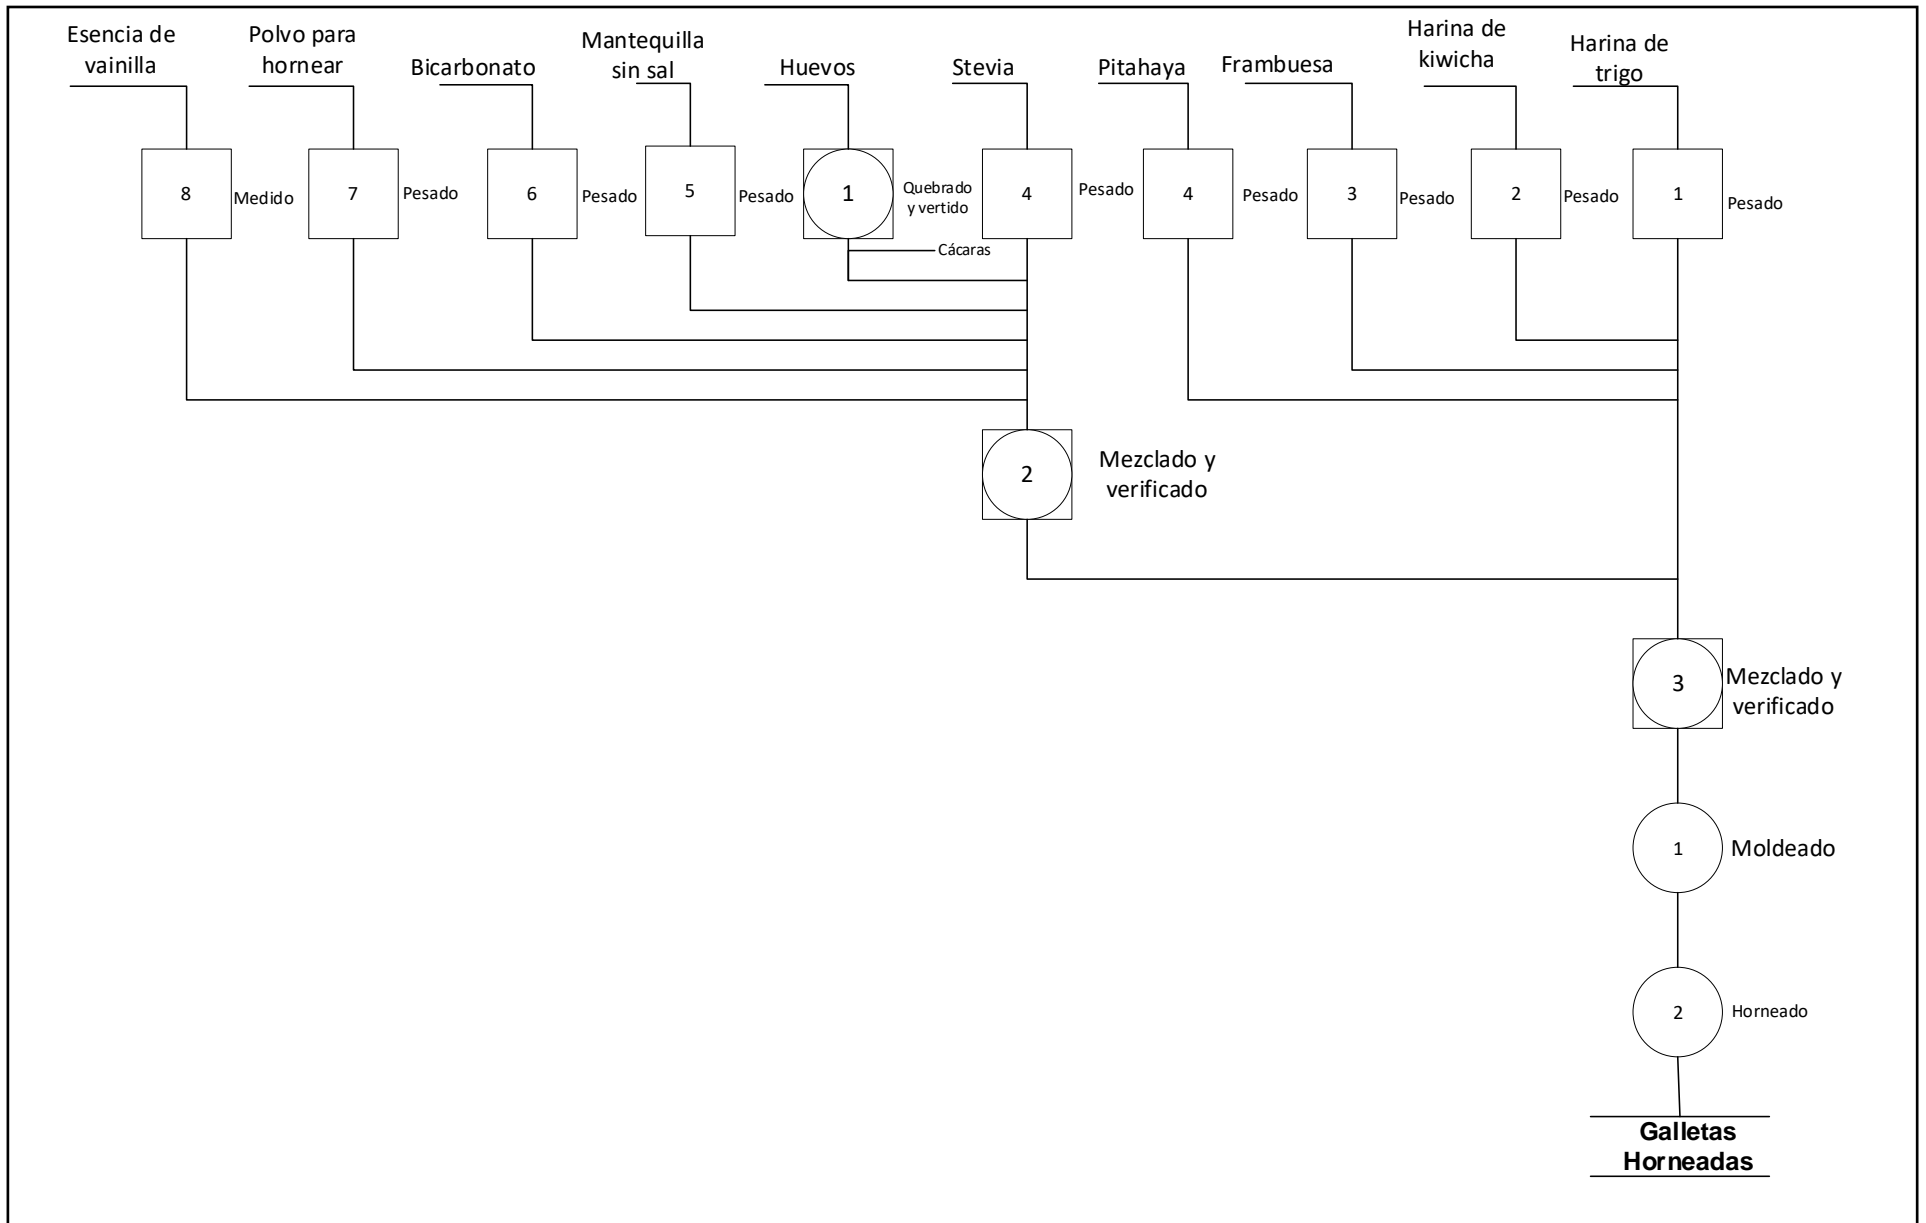 Esencia de
vainilla
Polvo para
hornear
Bicarbonato
Mantequilla
sin sal
Huevos
Stevia
Pitahaya
Frambuesa
Harina de
kiwicha
Harina de
trigo
8
Medido
7
Pesado
6
Pesado
5
Pesado
1
Quebrado
y vertido
4
Pesado
4
Pesado
3
Pesado
2
Pesado
1
Pesado
Cácaras
2
Mezclado y
verificado
3
Mezclado y
verificado
1
Moldeado
2
Horneado
Galletas
Horneadas